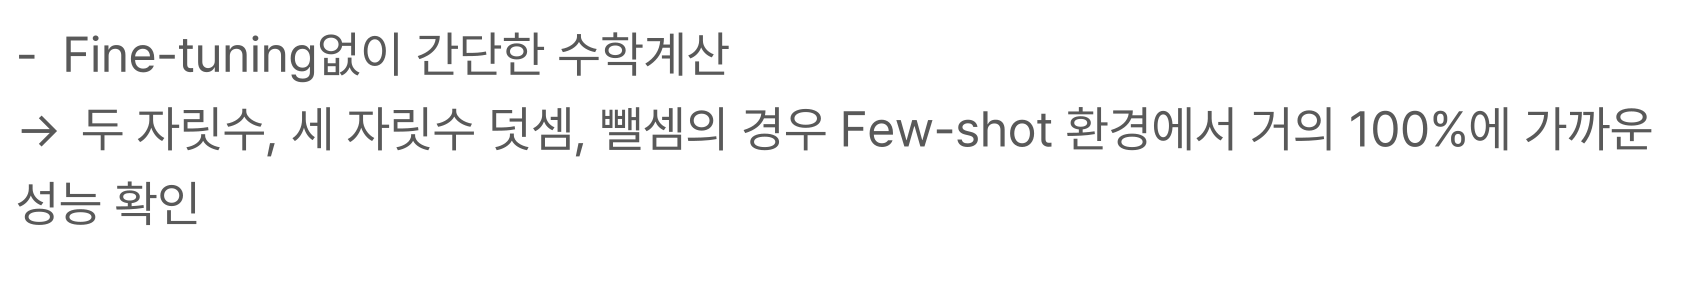 - Fine-tuning없이 간단한 수학계산
→ 두 자릿수, 세 자릿수 덧셈, 뺄셈의 경우 Few-shot 환경에서 거의 100%에 가까운
성능 확인